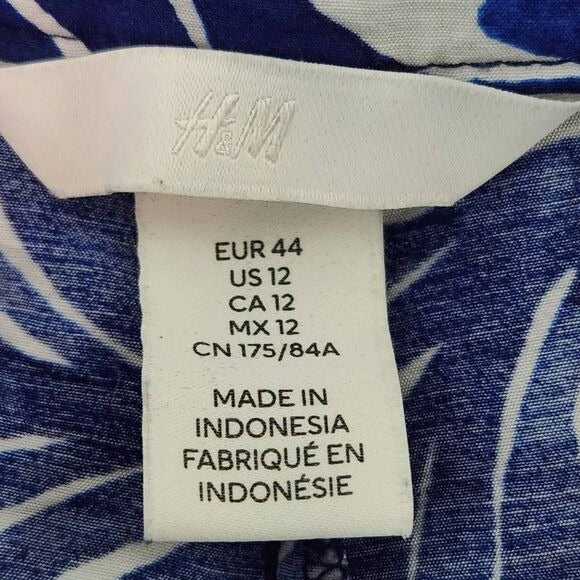 H&M
EUR 44
US 12
CA 12
MX 12
CN 175/84A
MADE IN
INDONESIA
FABRIQUÉ EN
INDONÉSIE